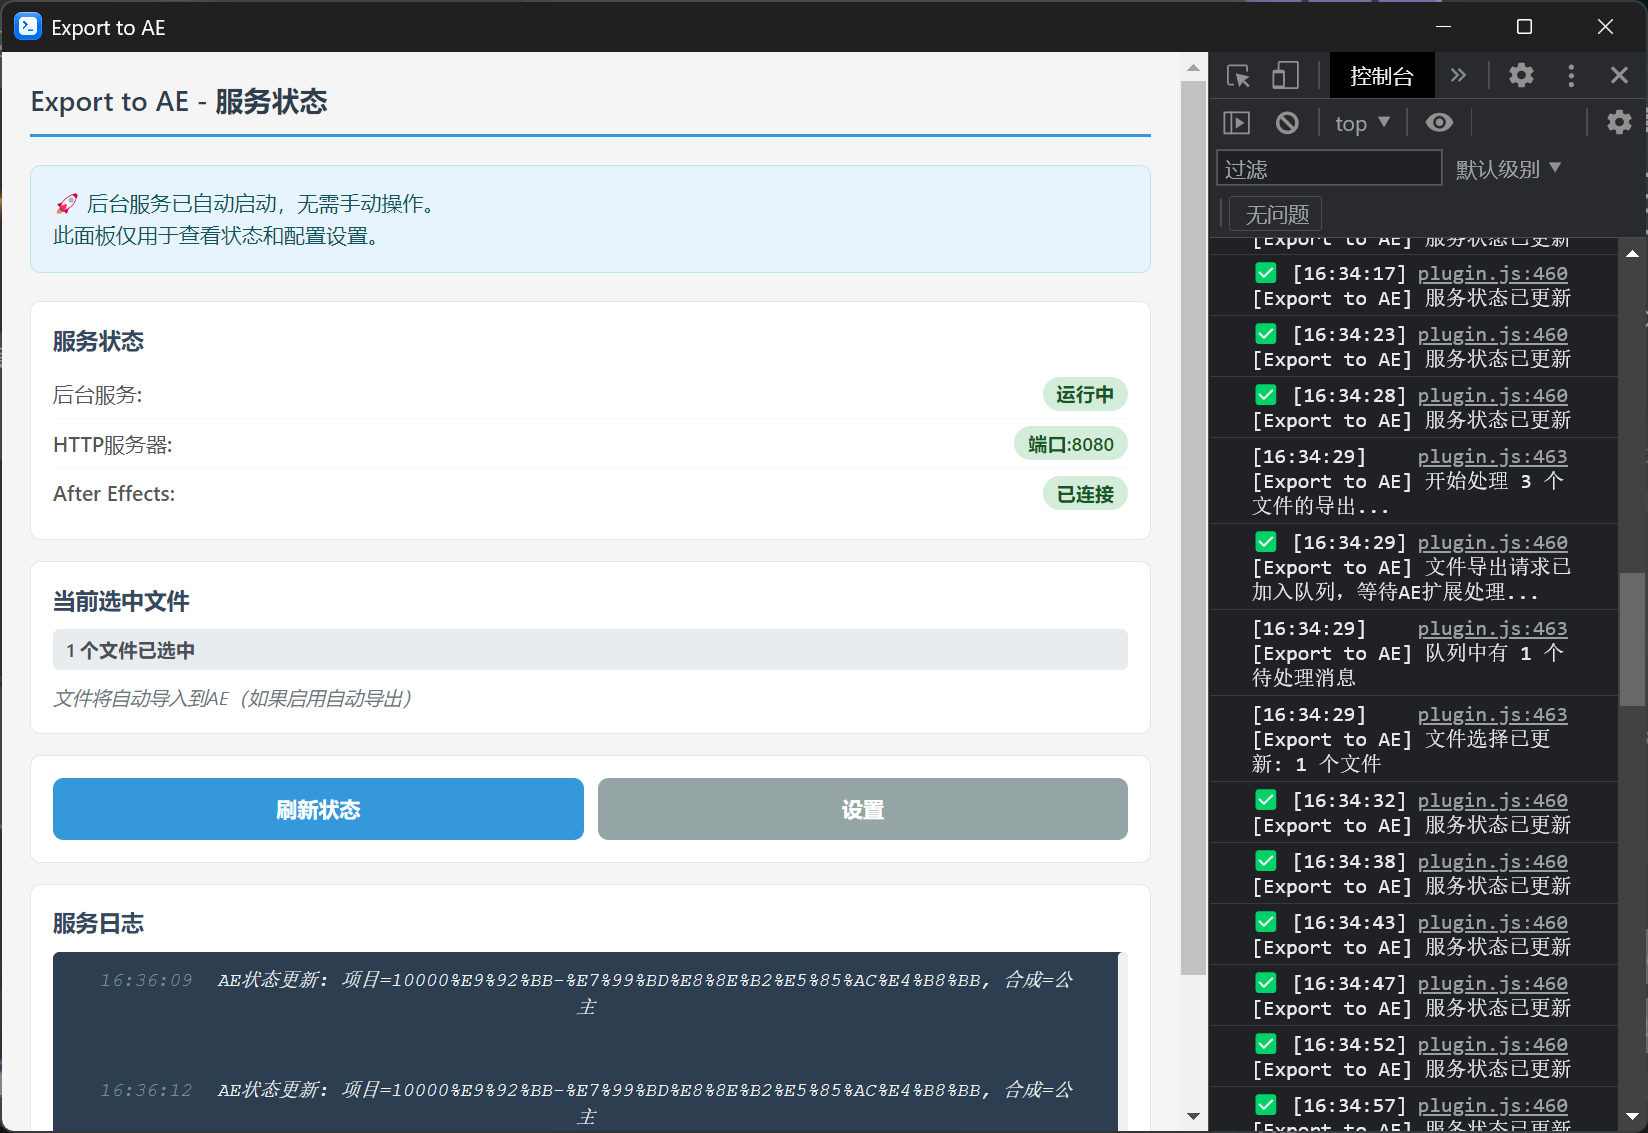 Export to AE
Export to AE - 服务状态
🚀 后台服务已自动启动，无需手动操作。
此面板仅用于查看状态和配置设置。
服务状态
后台服务:
运行中
HTTP服务器:
端口:8080
After Effects:
已连接
当前选中文件
1 个文件已选中
文件将自动导入到AE（如果启用自动导出）
刷新状态
设置
服务日志
16:36:09 AE状态更新: 项目=10000%E9%92%BB-%E7%99%BD%E8%8E%B2%E5%85%AC%E4%B8%BB, 合成=公
主
16:36:12 AE状态更新: 项目=10000%E9%92%BB-%E7%99%BD%E8%8E%B2%E5%85%AC%E4%B8%BB, 合成=公
主
控制台
top
过滤
默认级别
无问题
[Export to AE] 服务状态已更新
✅ [16:34:17] plugin.js:460
[Export to AE] 服务状态已更新
✅ [16:34:23] plugin.js:460
[Export to AE] 服务状态已更新
✅ [16:34:28] plugin.js:460
[Export to AE] 服务状态已更新
[16:34:29] plugin.js:463
[Export to AE] 开始处理 3 个
文件的导出...
✅ [16:34:29] plugin.js:460
[Export to AE] 文件导出请求已
加入队列，等待AE扩展处理...
[16:34:29] plugin.js:463
[Export to AE] 队列中有 1 个
待处理消息
[16:34:29] plugin.js:463
[Export to AE] 文件选择已更
新: 1 个文件
✅ [16:34:32] plugin.js:460
[Export to AE] 服务状态已更新
✅ [16:34:38] plugin.js:460
[Export to AE] 服务状态已更新
✅ [16:34:43] plugin.js:460
[Export to AE] 服务状态已更新
✅ [16:34:47] plugin.js:460
[Export to AE] 服务状态已更新
✅ [16:34:52] plugin.js:460
[Export to AE] 服务状态已更新
✅ [16:34:57] plugin.js:460
[Export to AE] 服务状态已更新